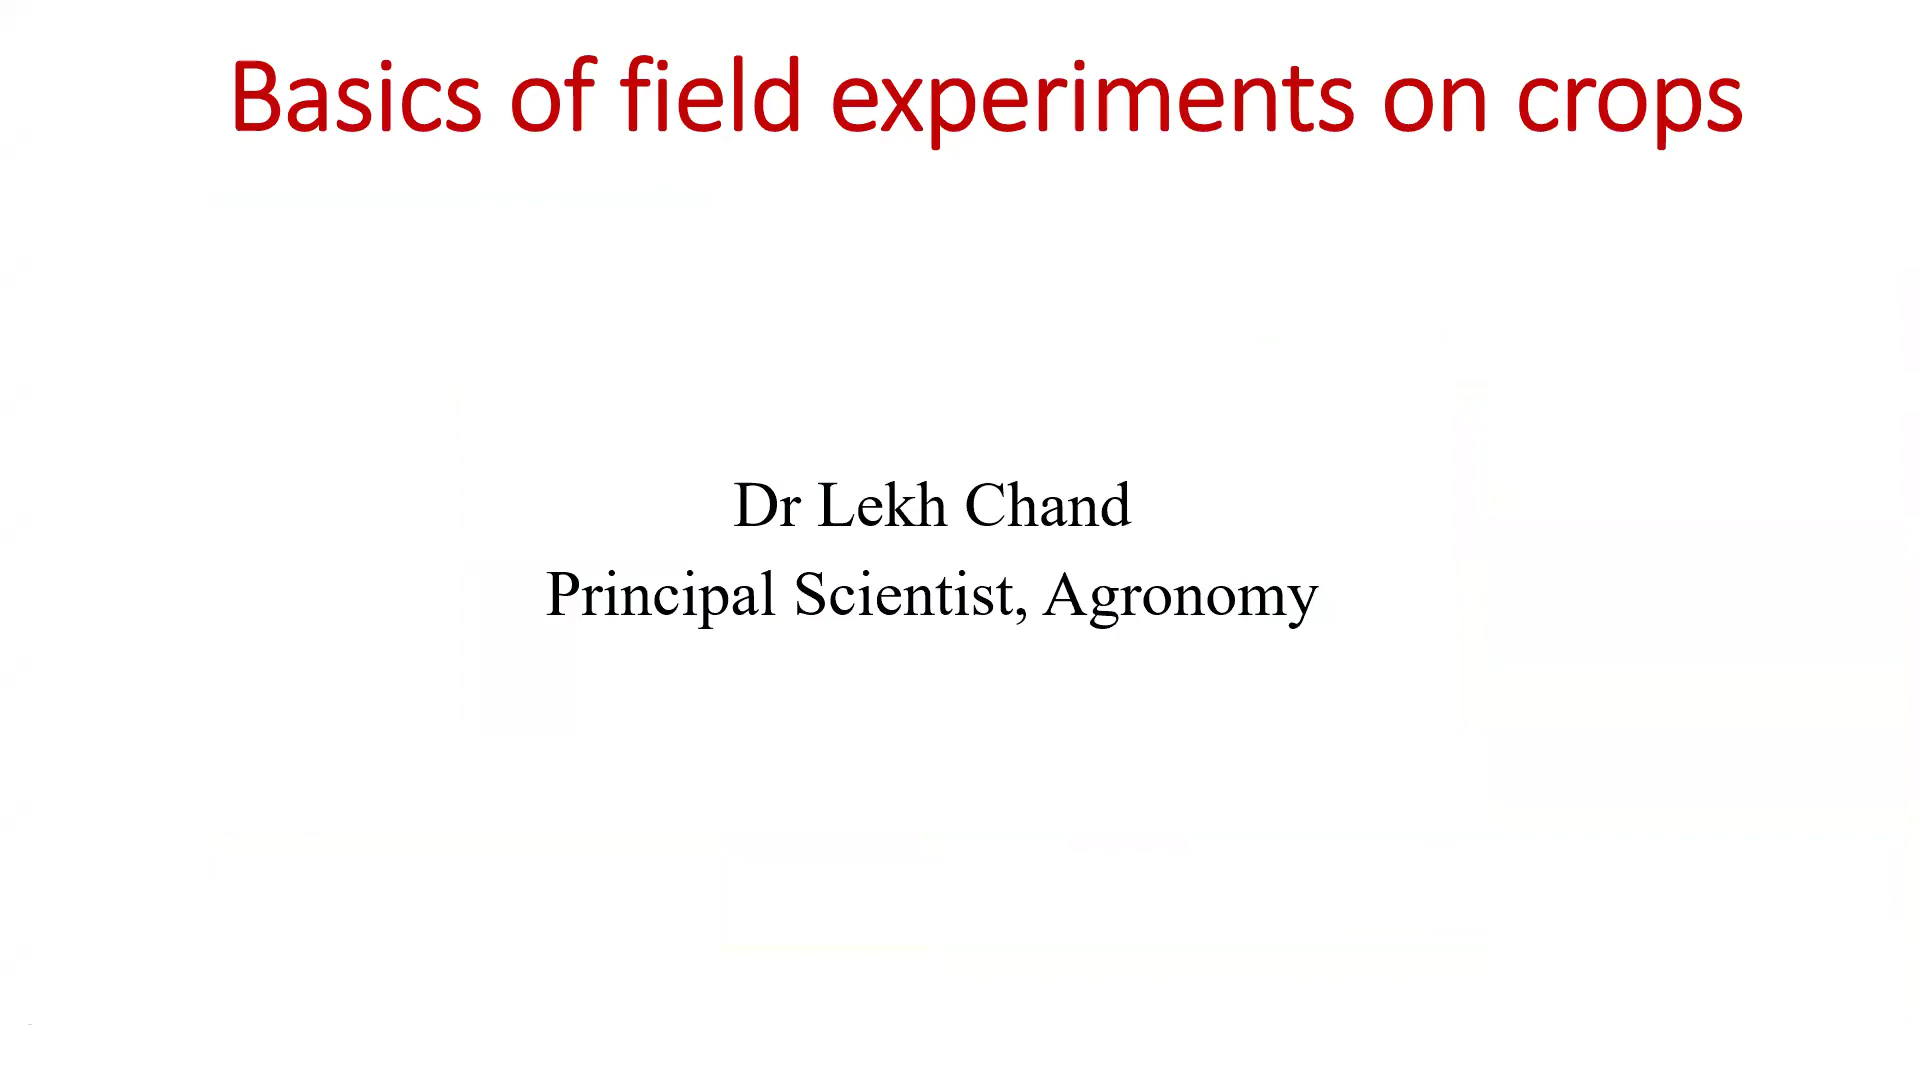 Basics of field experiments on crops
Dr Lekh Chand
Principal Scientist, Agronomy